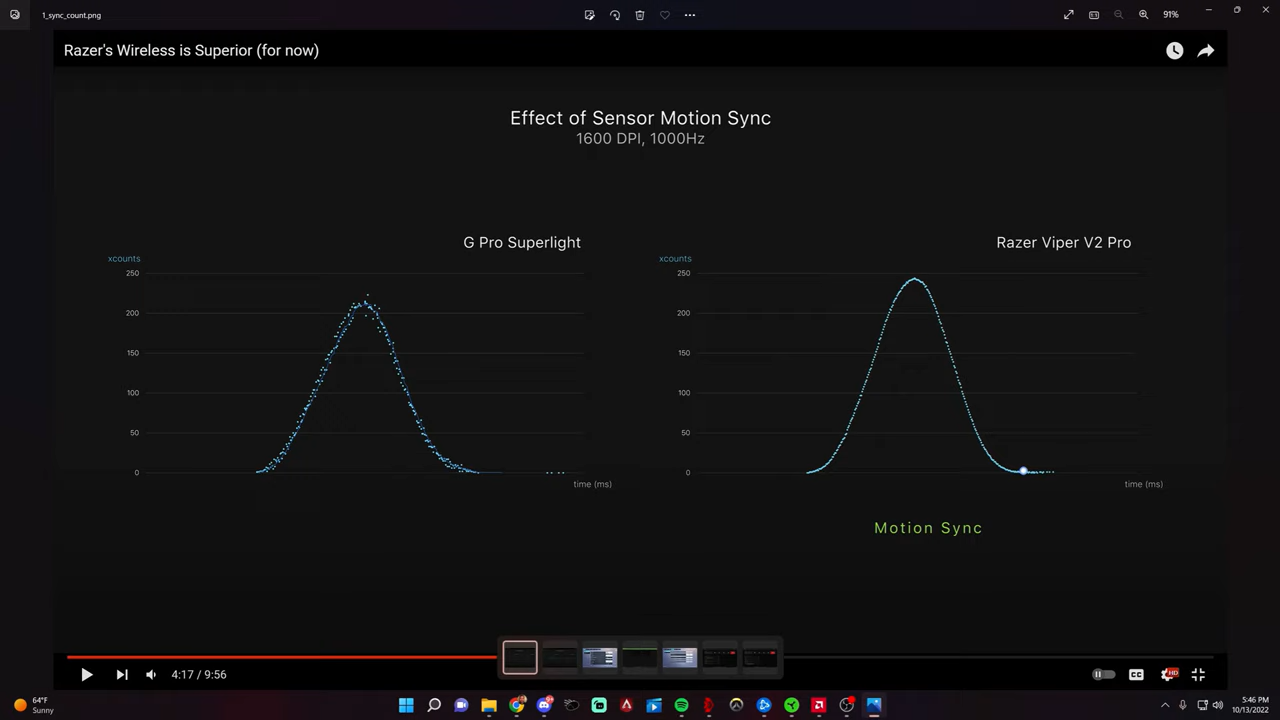 1_sync_count.png
91%
Razer's Wireless is Superior (for now)
Effect of Sensor Motion Sync
1600 DPI, 1000Hz
G Pro Superlight
xcounts
250
200
150
100
50
0
time (ms)
Razer Viper V2 Pro
xcounts
250
200
150
100
50
0
time (ms)
Motion Sync
4:17 / 9:56
CC
HD
64°F
Sunny
5:46 PM
10/13/2022